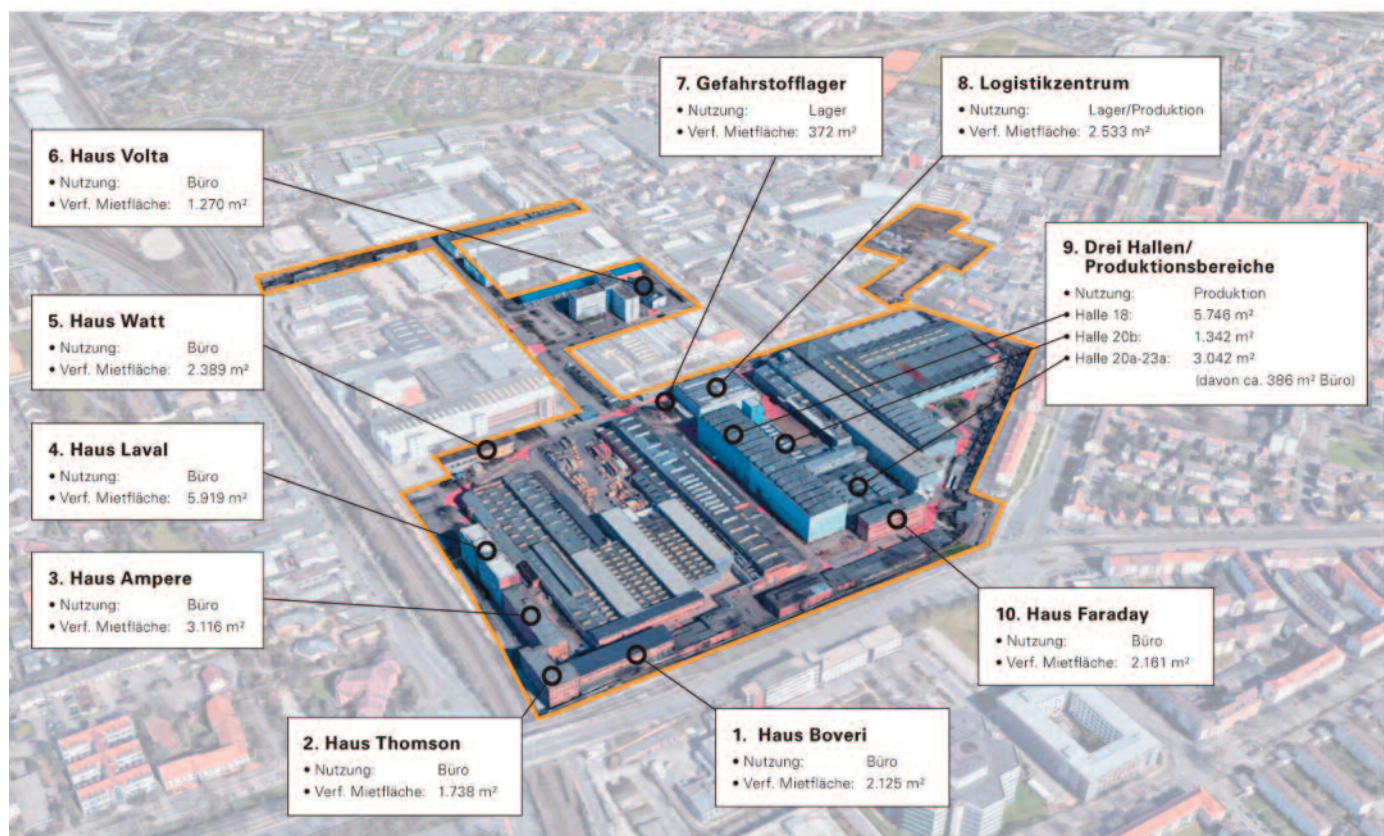 7. Gefahrstofflager
• Nutzung: Lager
• Verf. Mietfläche: 372 m²
8. Logistikzentrum
• Nutzung: Lager/Produktion
• Verf. Mietfläche: 2.533 m²
6. Haus Volta
• Nutzung: Büro
• Verf. Mietfläche: 1.270 m²
9. Drei Hallen/
Produktionsbereiche
• Nutzung: Produktion
• Halle 18: 5.746 m²
• Halle 20b: 1.342 m²
• Halle 20a-23a: 3.042 m²
(davon ca. 386 m² Büro)
5. Haus Watt
• Nutzung: Büro
• Verf. Mietfläche: 2.389 m²
4. Haus Laval
• Nutzung: Büro
• Verf. Mietfläche: 5.919 m²
3. Haus Ampere
• Nutzung: Büro
• Verf. Mietfläche: 3.116 m²
10. Haus Faraday
• Nutzung: Büro
• Verf. Mietfläche: 2.161 m²
2. Haus Thomson
• Nutzung: Büro
• Verf. Mietfläche: 1.738 m²
1. Haus Boveri
• Nutzung: Büro
• Verf. Mietfläche: 2.125 m²